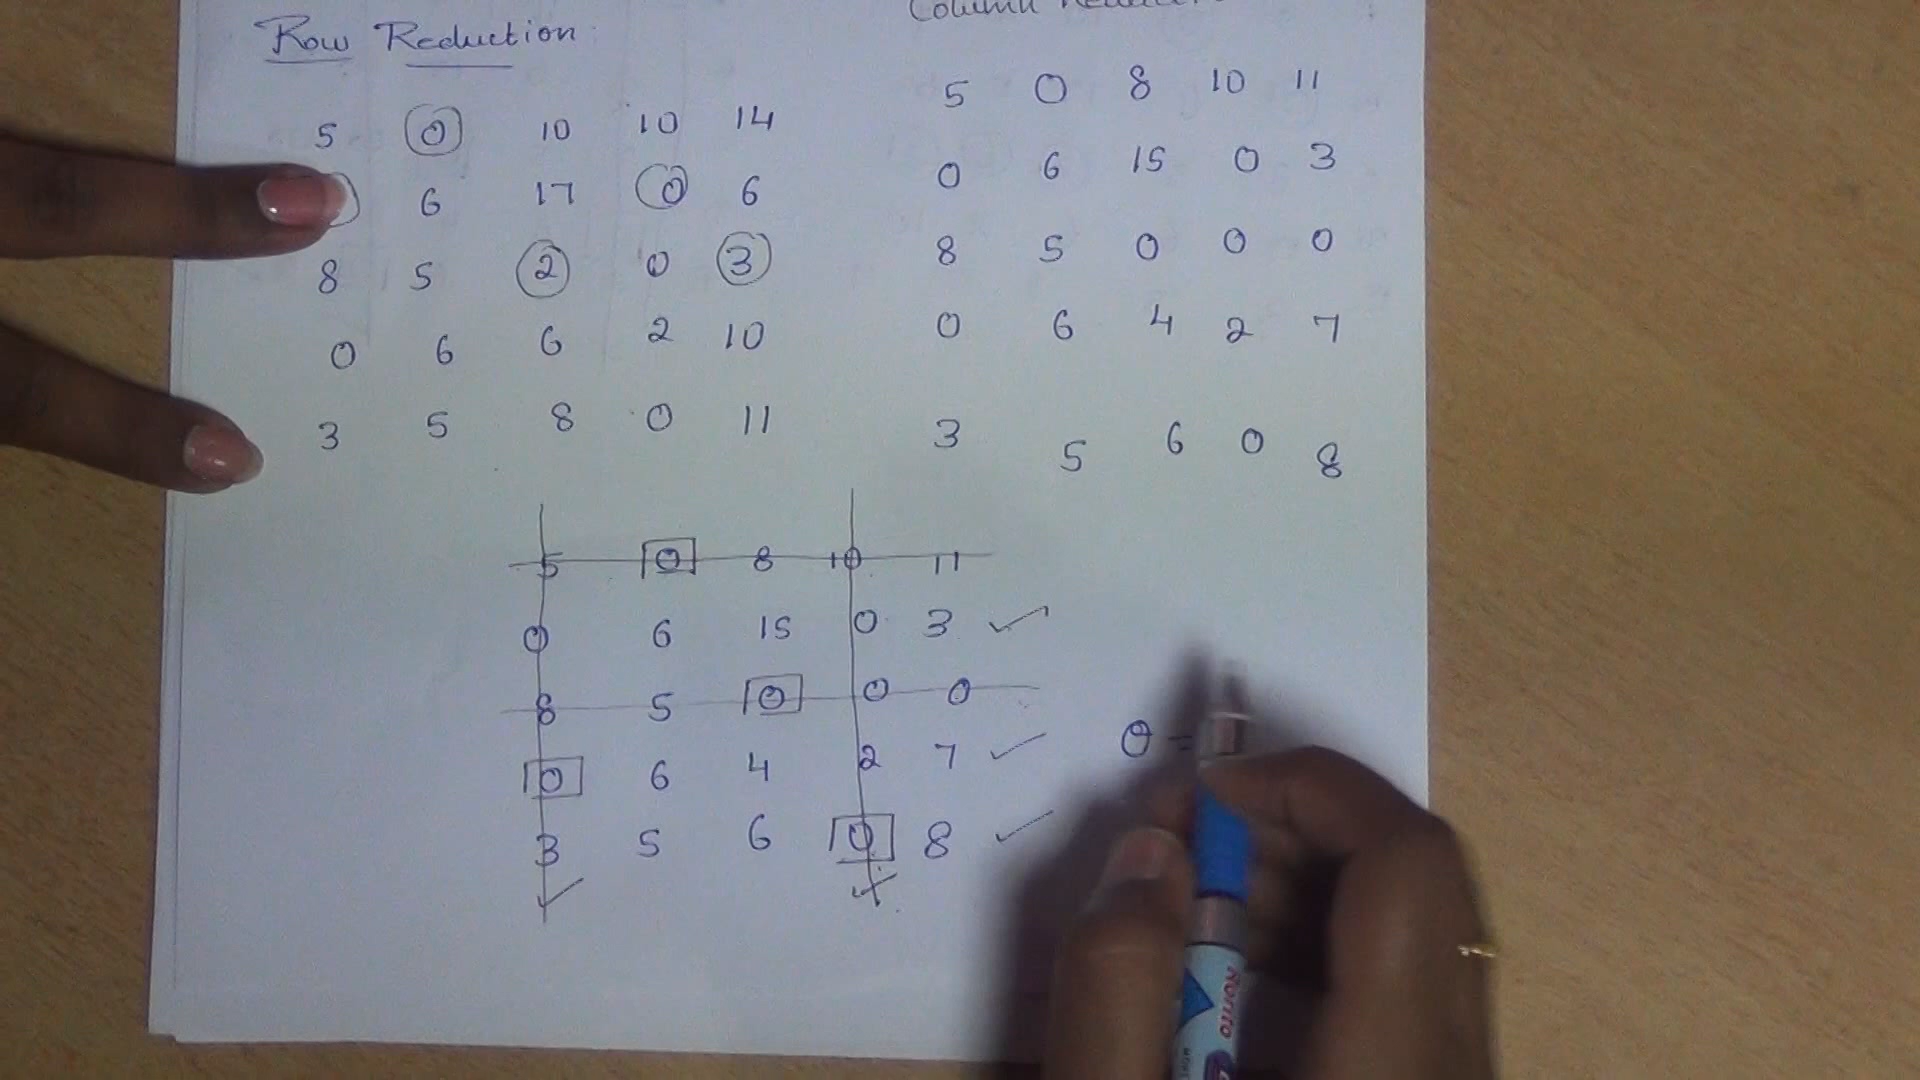 Row Reduction:
5 0 10 10 14
6 17 0 6
8 5 2 0 3
0 6 6 2 10
3 5 8 0 11
Column
5 0 8 10 11
0 6 15 0 3
8 5 0 0 0
0 6 4 2 7
3 5 6 0 8
5 0 8 10 11
0 6 15 0 3 ✓
8 5 0 0 0
0 6 4 2 7 ✓
3 5 6 0 8 ✓
✓ ✓
θ =
Rorito